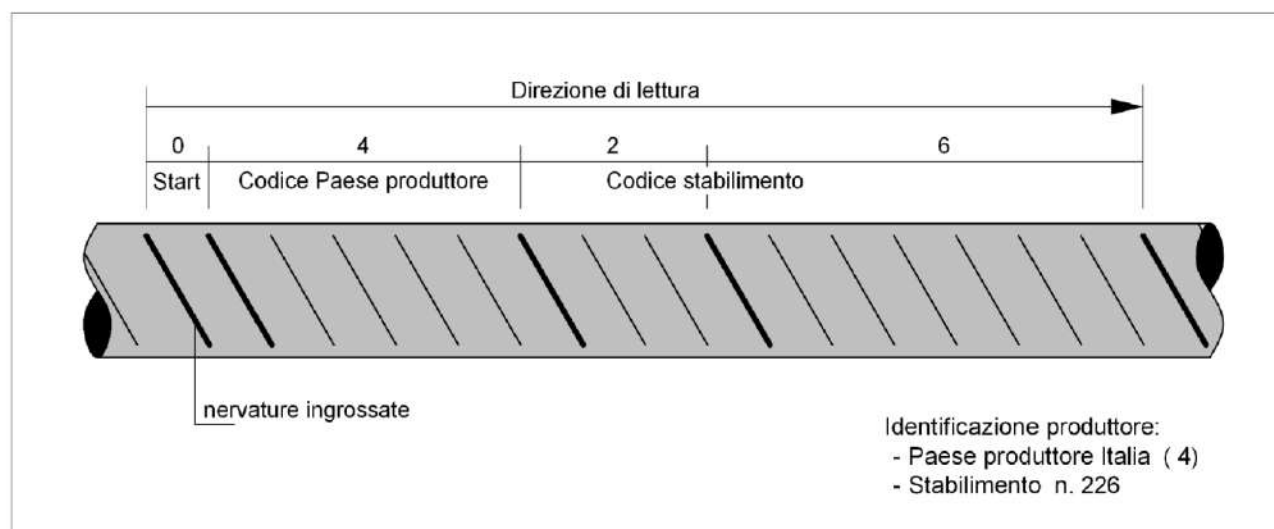 Direzione di lettura
0 4 2 6
Start Codice Paese produttore Codice stabilimento
nervature ingrossate
Identificazione produttore:
- Paese produttore Italia ( 4)
- Stabilimento n. 226